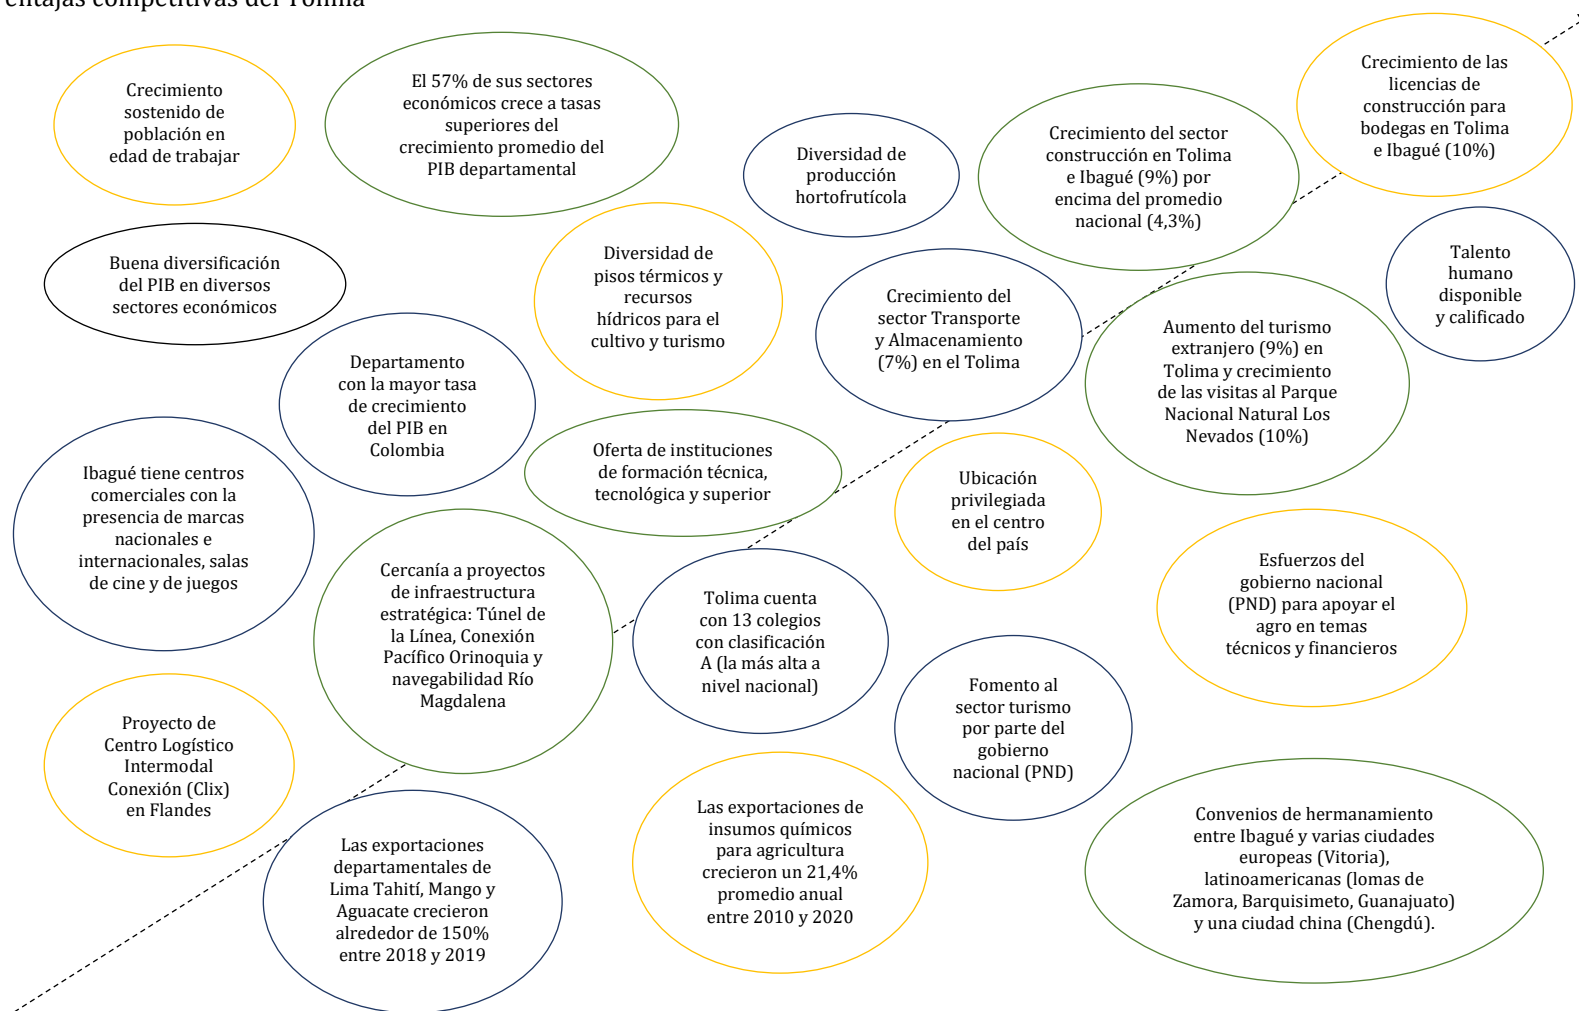 entajas competitivas del Tolima
Crecimiento
sostenido de
población en
edad de trabajar
El 57% de sus sectores
económicos crece a tasas
superiores del
crecimiento promedio del
PIB departamental
Diversidad de
producción
hortofrutícola
Crecimiento del sector
construcción en Tolima
e Ibagué (9%) por
encima del promedio
nacional (4,3%)
Crecimiento de las
licencias de
construcción para
bodegas en Tolima
e Ibagué (10%)
Buena diversificación
del PIB en diversos
sectores económicos
Departamento
con la mayor tasa
de crecimiento
del PIB en
Colombia
Diversidad de
pisos térmicos y
recursos
hídricos para el
cultivo y turismo
Crecimiento del
sector Transporte
y Almacenamiento
(7%) en el Tolima
Aumento del turismo
extranjero (9%) en
Tolima y crecimiento
de las visitas al Parque
Nacional Natural Los
Nevados (10%)
Talento
humano
disponible
y calificado
Ibagué tiene centros
comerciales con la
presencia de marcas
nacionales e
internacionales, salas
de cine y de juegos
Oferta de instituciones
de formación técnica,
tecnológica y superior
Ubicación
privilegiada
en el centro
del país
Cercanía a proyectos
de infraestructura
estratégica: Túnel de
la Línea, Conexión
Pacífico Orinoquia y
navegabilidad Río
Magdalena
Tolima cuenta
con 13 colegios
con clasificación
A (la más alta a
nivel nacional)
Esfuerzos del
gobierno nacional
(PND) para apoyar el
agro en temas
técnicos y financieros
Proyecto de
Centro Logístico
Intermodal
Conexión (Clix)
en Flandes
Fomento al
sector turismo
por parte del
gobierno
nacional (PND)
Las exportaciones
departamentales de
Lima Tahití, Mango y
Aguacate crecieron
alrededor de 150%
entre 2018 y 2019
Las exportaciones de
insumos químicos
para agricultura
crecieron un 21,4%
promedio anual
entre 2010 y 2020
Convenios de hermanamiento
entre Ibagué y varias ciudades
europeas (Vitoria),
latinoamericanas (lomas de
Zamora, Barquisimeto, Guanajuato)
y una ciudad china (Chengdú).